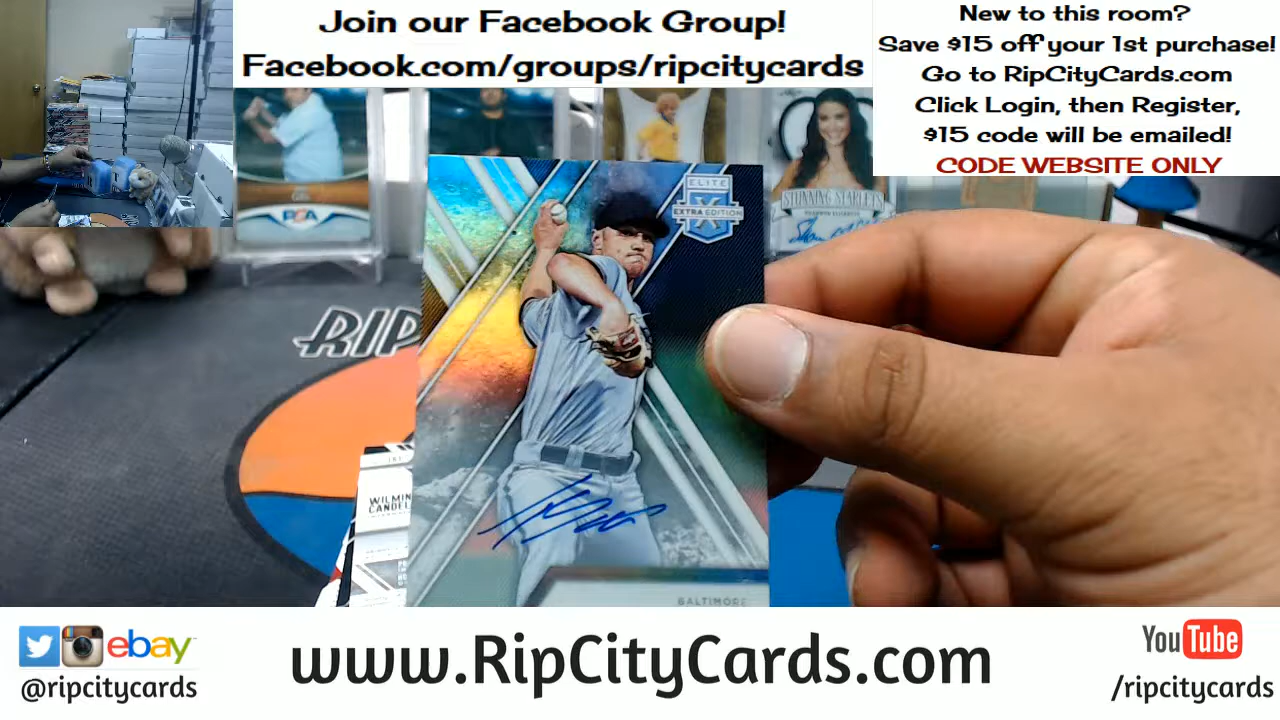 Join our Facebook Group!
Facebook.com/groups/ripcitycards
New to this room?
Save $15 off your 1st purchase!
Go to RipCityCards.com
Click Login, then Register,
$15 code will be emailed!
CODE WEBSITE ONLY
PSA
STUNNING STARLETS
ELITE
EXTRA EDITION
RIP
WILMIN
CANDEL
BALTIMORE
ebay
@ripcitycards
www.RipCityCards.com
YouTube
/ripcitycards